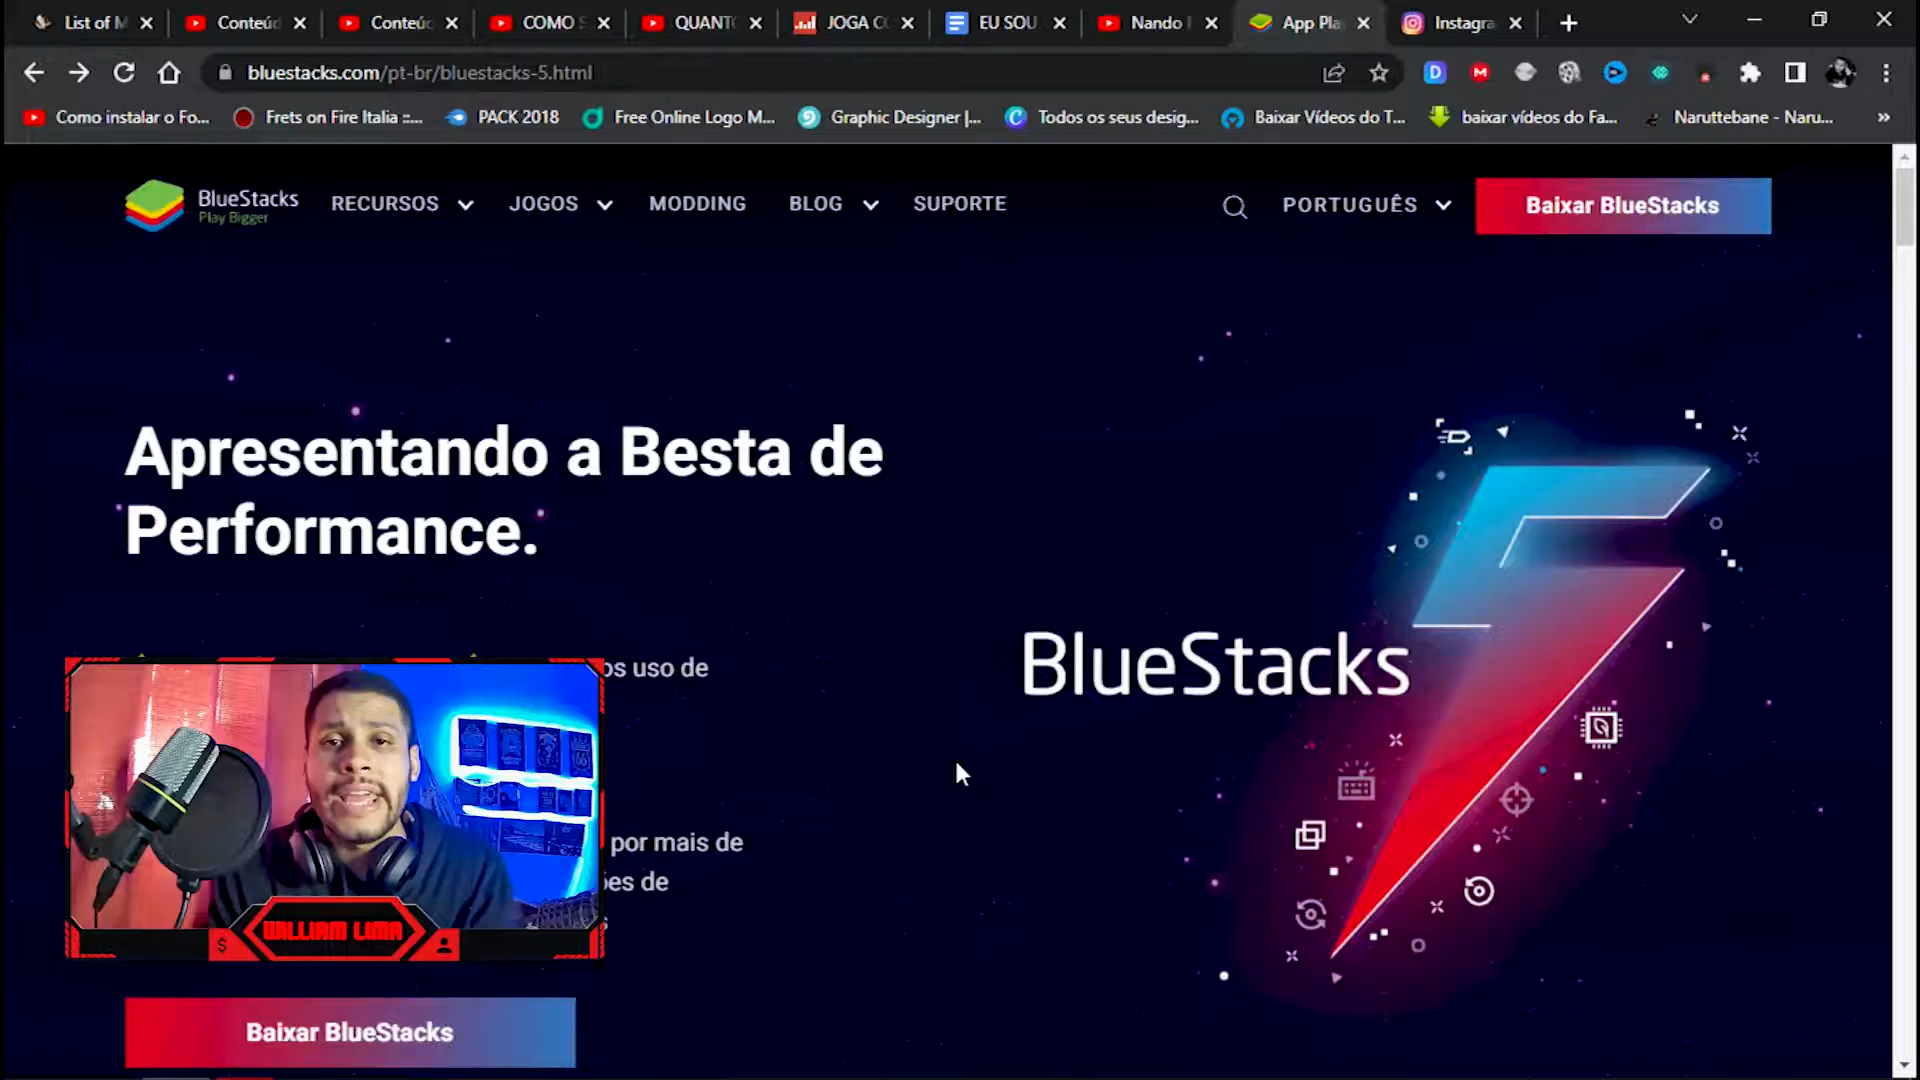 List of M
Conteúd
Conteúd
COMO S
QUANT
JOGA CO
EU SOU
Nando
App Pla
Instagra
bluestacks.com/pt-br/bluestacks-5.html
Como instalar o Fo...
Frets on Fire Italia ::...
PACK 2018
Free Online Logo M...
Graphic Designer |...
Todos os seus desig...
Baixar Vídeos do T...
baixar vídeos do Fa...
Naruttebane - Naru...
BlueStacks
Play Bigger
RECURSOS
JOGOS
MODDING
BLOG
SUPORTE
PORTUGUÊS
Baixar BlueStacks
Apresentando a Besta de
Performance.
os uso de
BlueStacks 5
por mais de
ões de
WILLIAM LIMA
Baixar BlueStacks